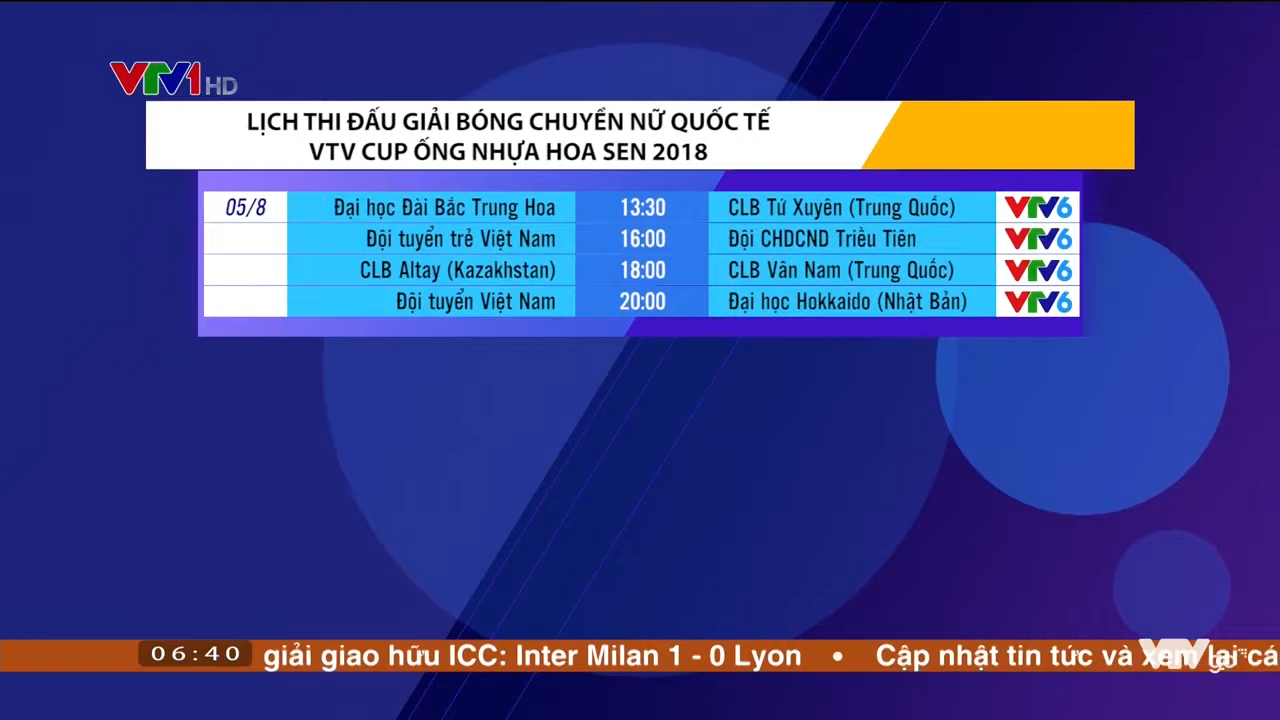 VTV1 HD
LỊCH THI ĐẤU GIẢI BÓNG CHUYỀN NỮ QUỐC TẾ
VTV CUP ỐNG NHỰA HOA SEN 2018
05/8 Đại học Đài Bắc Trung Hoa 13:30 CLB Tứ Xuyên (Trung Quốc) VTV6
Đội tuyển trẻ Việt Nam 16:00 Đội CHDCND Triều Tiên VTV6
CLB Altay (Kazakhstan) 18:00 CLB Vân Nam (Trung Quốc) VTV6
Đội tuyển Việt Nam 20:00 Đại học Hokkaido (Nhật Bản) VTV6
06:40 giải giao hữu ICC: Inter Milan 1 - 0 Lyon • Cập nhật tin tức và xem lại cá
VTV go